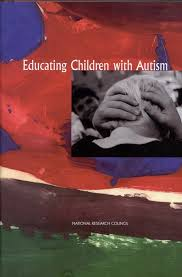 Educating Children with Autism
NATIONAL RESEARCH COUNCIL